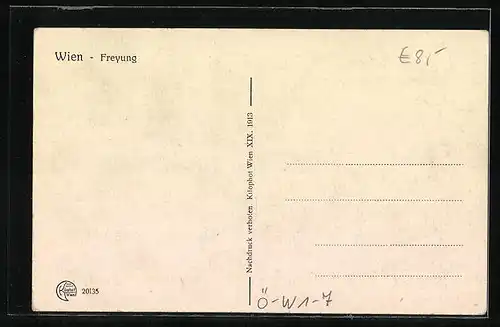 Wien - Freyung
€ 8,-
Nachdruck verboten Kilophot Wien XIX. 1913
20135
Ö-W1-7